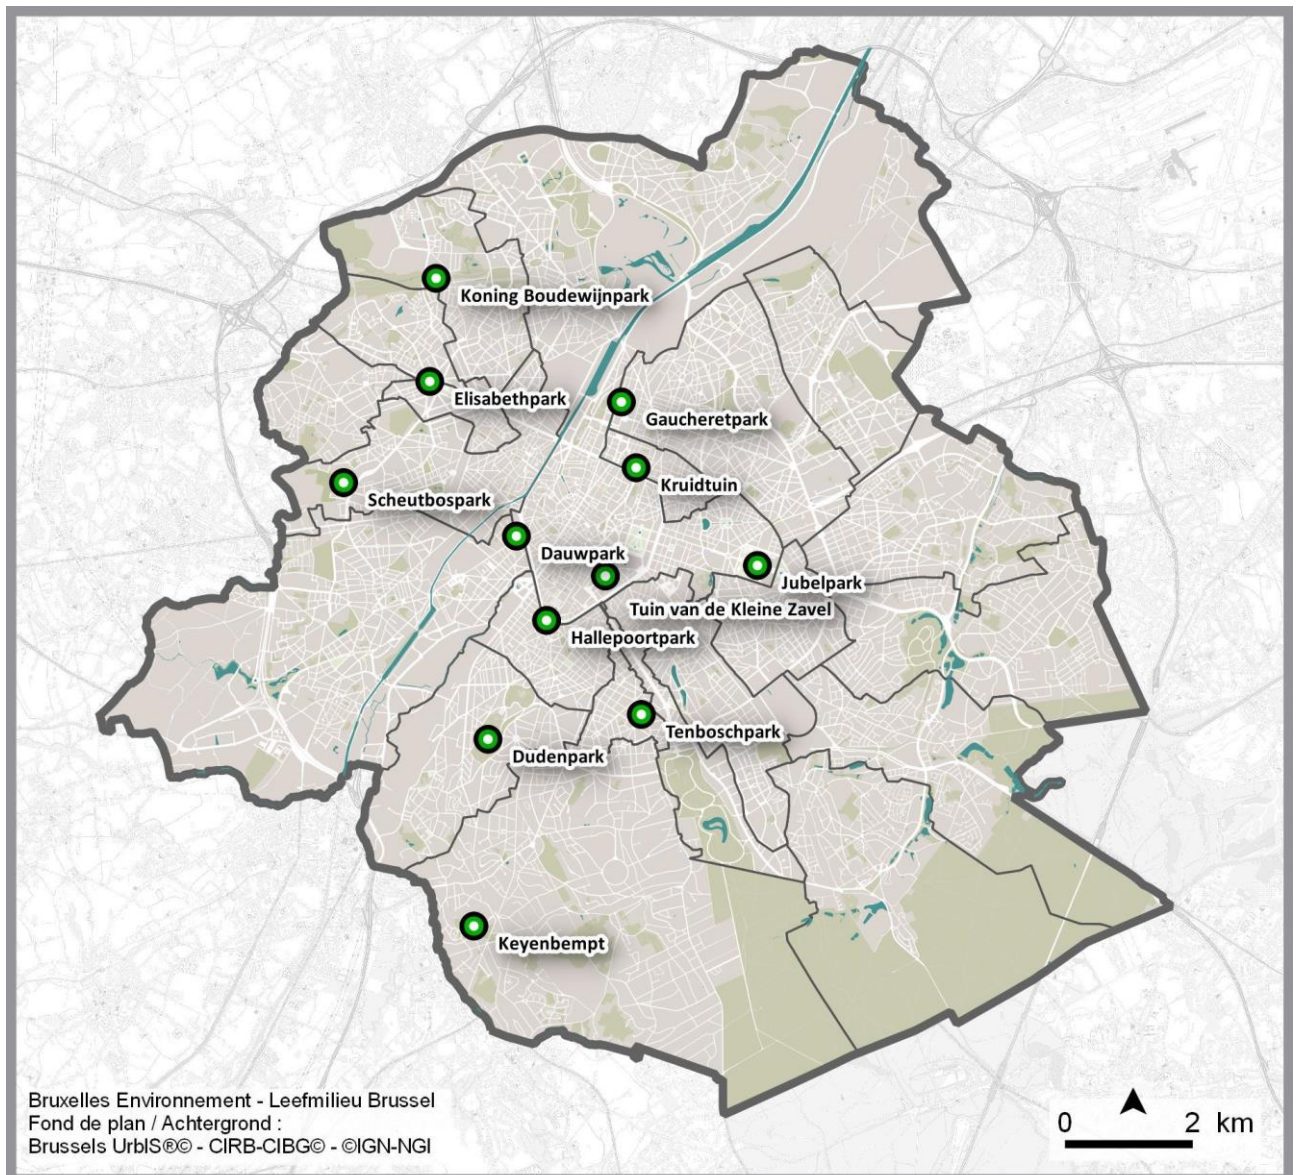 Koning Boudewijnpark
Elisabethpark
Gaucheretpark
Kruidtuin
Scheutbospark
Dauwpark
Jubelpark
Tuin van de Kleine Zavel
Hallepoortpark
Tenboschpark
Dudenpark
Keyenbempt
Bruxelles Environnement - Leefmilieu Brussel
Fond de plan / Achtergrond :
Brussels UrbIS®© - CIRB-CIBG© - ©IGN-NGI
0 2 km